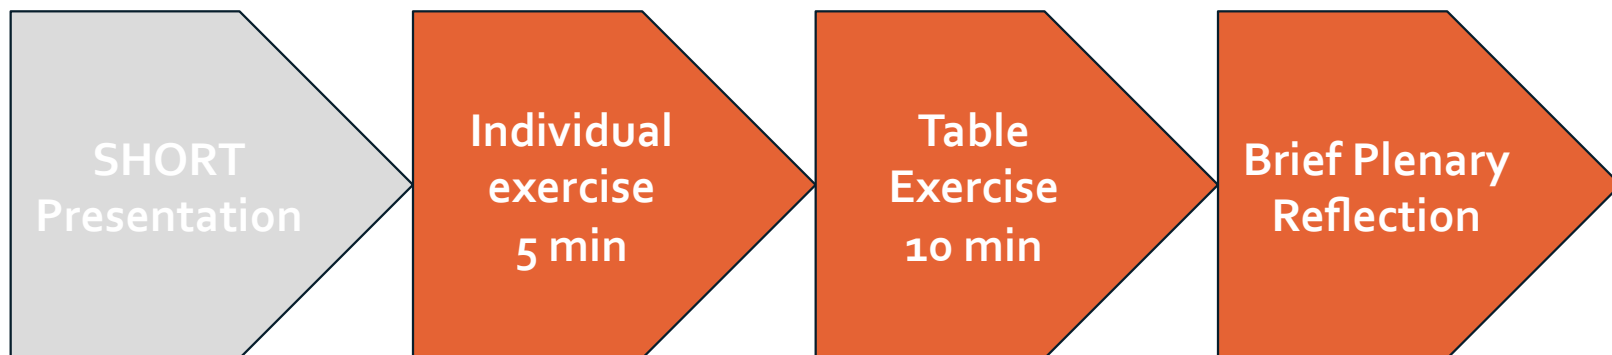 SHORT
Presentation
Individual
exercise
5 min
Table
Exercise
10 min
Brief Plenary
Reflection